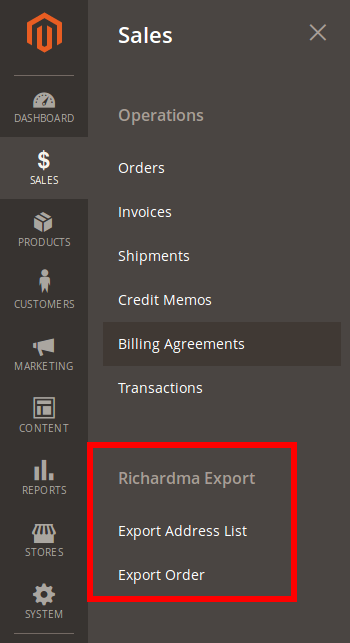 Sales
DASHBOARD
SALES
PRODUCTS
CUSTOMERS
MARKETING
CONTENT
REPORTS
STORES
SYSTEM
Operations
Orders
Invoices
Shipments
Credit Memos
Billing Agreements
Transactions
Richardma Export
Export Address List
Export Order